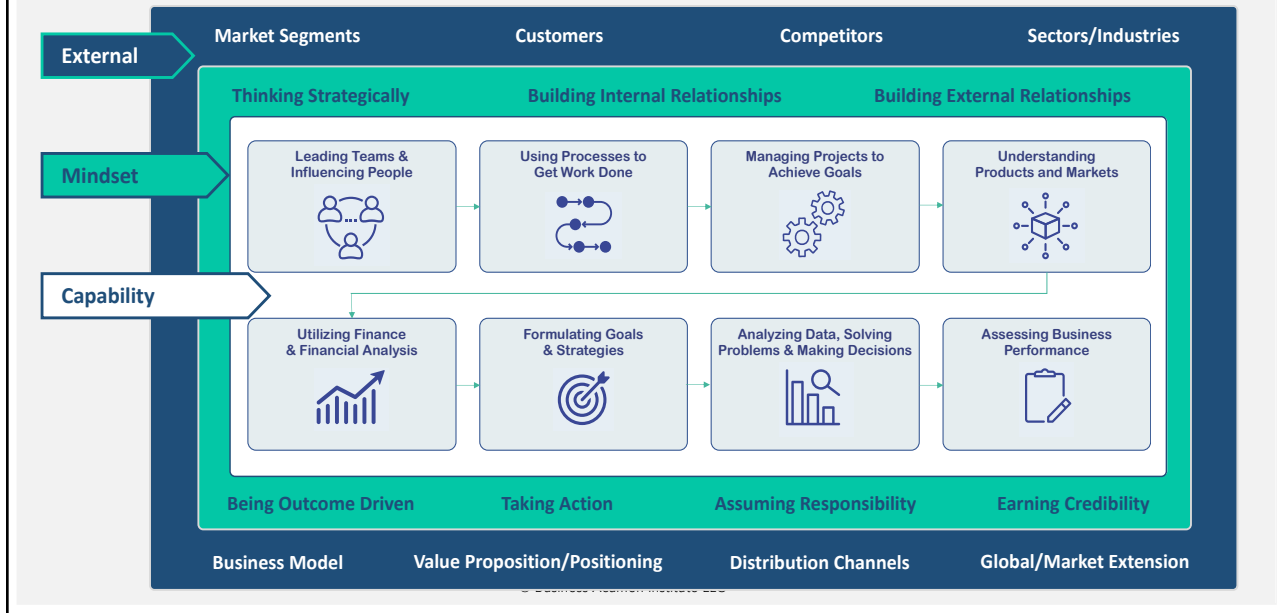 Market Segments
Customers
Competitors
Sectors/Industries
External
Thinking Strategically
Building Internal Relationships
Building External Relationships
Mindset
Leading Teams &
Influencing People
...
Using Processes to
Get Work Done
Managing Projects to
Achieve Goals
Understanding
Products and Markets
Capability
Utilizing Finance
& Financial Analysis
Formulating Goals
& Strategies
Analyzing Data, Solving
Problems & Making Decisions
Assessing Business
Performance
Being Outcome Driven
Taking Action
Assuming Responsibility
Earning Credibility
Business Model
Value Proposition/Positioning
Distribution Channels
Global/Market Extension